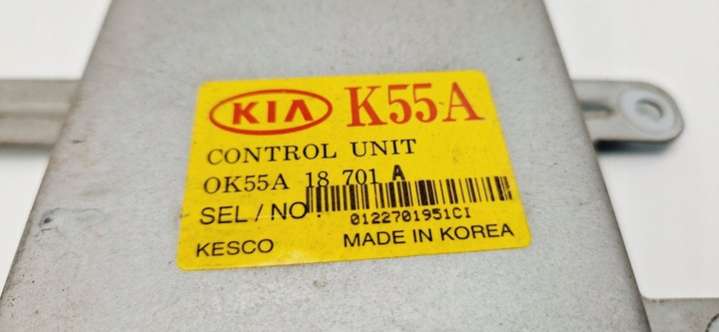 KIA K55A
CONTROL UNIT
OK55A 18 701 A
SEL/NO:
0122701951CI
KESCO MADE IN KOREA